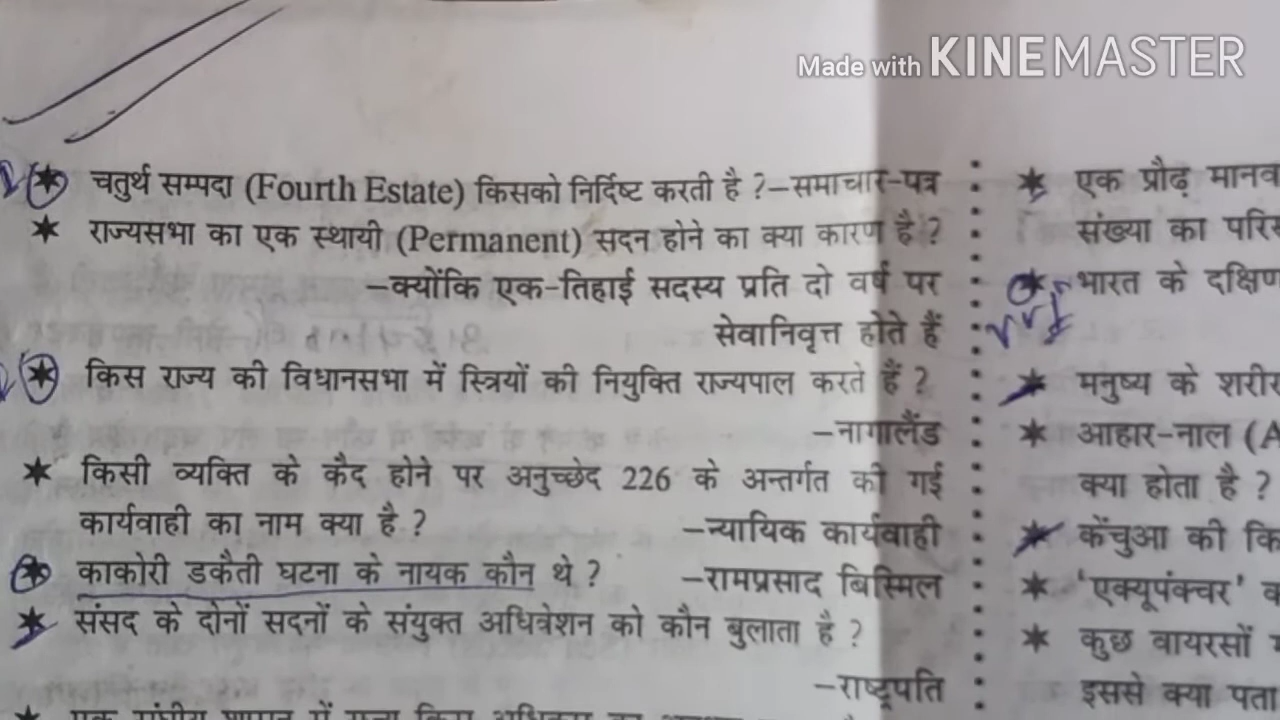 Made with KINEMASTER
★ चतुर्थ सम्पदा (Fourth Estate) किसको निर्दिष्ट करती है ?–समाचार-पत्र
★ राज्यसभा का एक स्थायी (Permanent) सदन होने का क्या कारण है ?
–क्योंकि एक-तिहाई सदस्य प्रति दो वर्ष पर
सेवानिवृत्त होते हैं
★ किस राज्य की विधानसभा में स्त्रियों की नियुक्ति राज्यपाल करते हैं ?
–नागालैंड
★ किसी व्यक्ति के कैद होने पर अनुच्छेद 226 के अन्तर्गत की गई
कार्यवाही का नाम क्या है ? –न्यायिक कार्यवाही
★ काकोरी डकैती घटना के नायक कौन थे ? –रामप्रसाद बिस्मिल
★ संसद के दोनों सदनों के संयुक्त अधिवेशन को कौन बुलाता है ?
–राष्ट्रपति
★ एक प्रौढ़ मानव
संख्या का
★ भारत के दक्षिण
★ मनुष्य के शरीर
★ आहार-नाल (A
क्या होता है ?
★ केंचुआ की
★ 'एक्यूपंक्चर'
★ कुछ वायरसों
इससे क्या पता